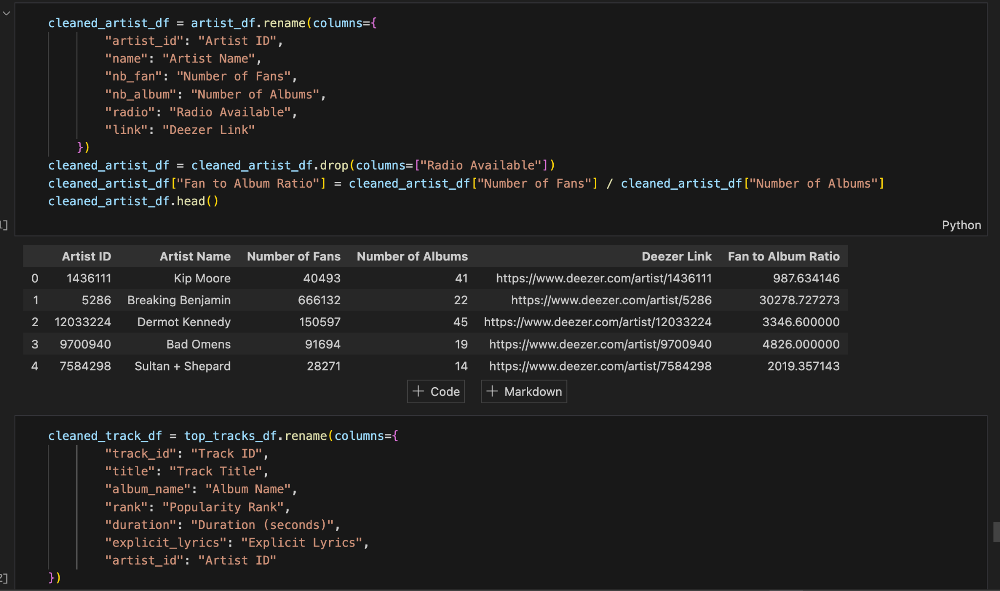 cleaned_artist_df = artist_df.rename(columns={
"artist_id": "Artist ID",
"name": "Artist Name",
"nb_fan": "Number of Fans",
"nb_album": "Number of Albums",
"radio": "Radio Available",
"link": "Deezer Link"
})
cleaned_artist_df = cleaned_artist_df.drop(columns=["Radio Available"])
cleaned_artist_df["Fan to Album Ratio"] = cleaned_artist_df["Number of Fans"] / cleaned_artist_df["Number of Albums"]
cleaned_artist_df.head()
Python
Artist ID Artist Name Number of Fans Number of Albums Deezer Link Fan to Album Ratio
0 1436111 Kip Moore 40493 41 https://www.deezer.com/artist/1436111 987.634146
1 5286 Breaking Benjamin 666132 22 https://www.deezer.com/artist/5286 30278.727273
2 12033224 Dermot Kennedy 150597 45 https://www.deezer.com/artist/12033224 3346.600000
3 9700940 Bad Omens 91694 19 https://www.deezer.com/artist/9700940 4826.000000
4 7584298 Sultan + Shepard 28271 14 https://www.deezer.com/artist/7584298 2019.357143
+ Code + Markdown
cleaned_track_df = top_tracks_df.rename(columns={
"track_id": "Track ID",
"title": "Track Title",
"album_name": "Album Name",
"rank": "Popularity Rank",
"duration": "Duration (seconds)",
"explicit_lyrics": "Explicit Lyrics",
"artist_id": "Artist ID"
})